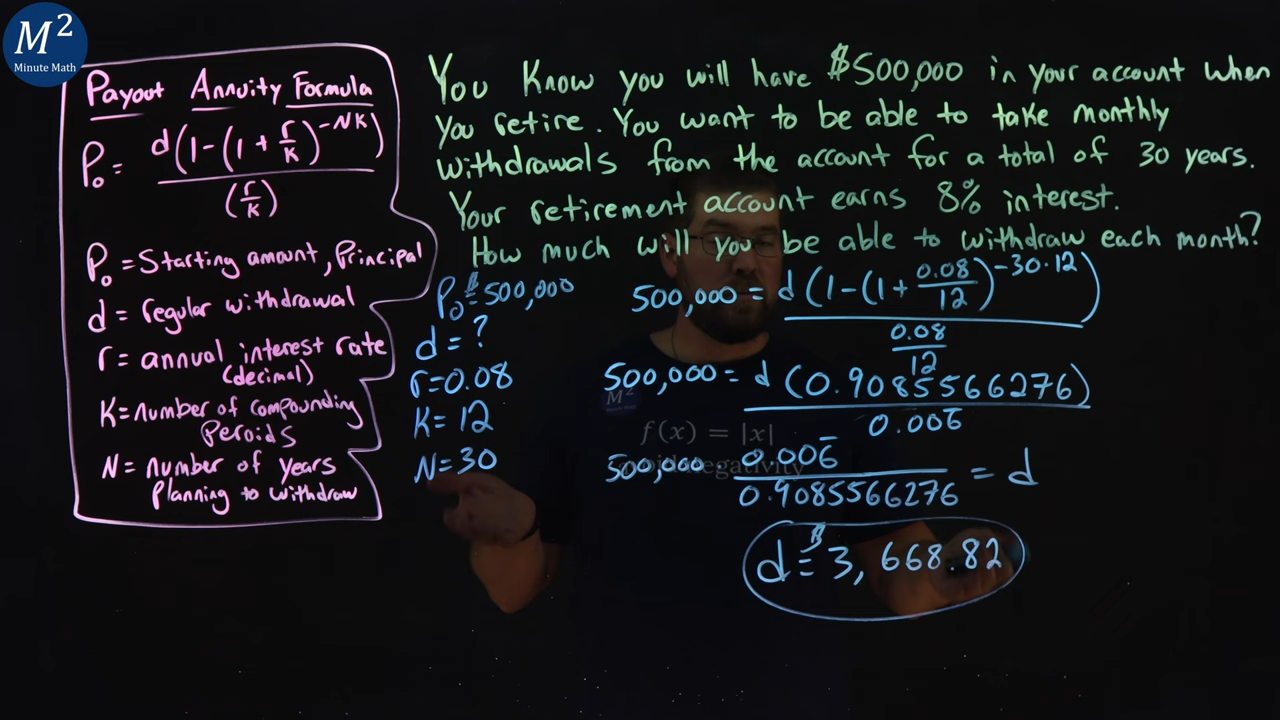 M²
Minute Math
Payout Annuity Formula
P₀ = d(1-(1+r/k)^-Nk) / (r/k)
P₀ = Starting amount, Principal
d = regular withdrawal
r = annual interest rate
(decimal)
K = number of compounding
Peroids
N = number of years
Planning to withdraw
You Know you will have $500,000 in your account when
you retire. You want to be able to take monthly
withdrawals from the account for a total of 30 years.
Your retirement account earns 8% interest.
How much will you be able to withdraw each month?
P₀ = $500,000
d = ?
r = 0.08
K = 12
N = 30
500,000 = d(1-(1+0.08/12)^-30·12) / (0.08/12)
500,000 = d(0.9085566276) / 0.006̅
500,000 0.006̅ / 0.9085566276 = d
d = $3,668.82
M²
Minute Math
f(x) = |x|